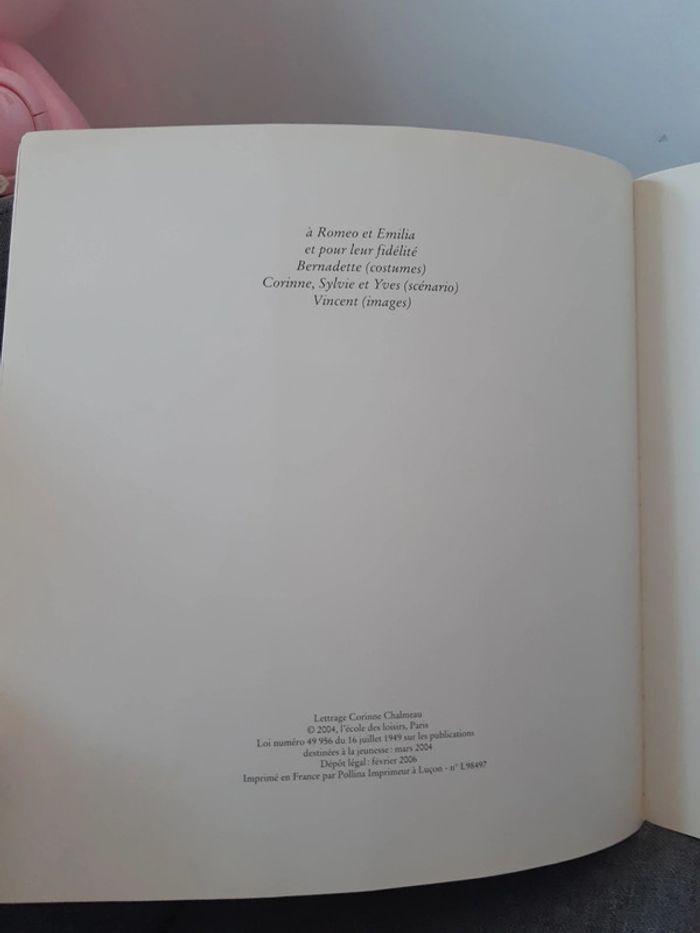 à Romeo et Emilia
et pour leur fidélité
Bernadette (costumes)
Corinne, Sylvie et Yves (scénario)
Vincent (images)
Lettrage Corinne Chalmeau
© 2004, l'école des loisirs, Paris
Loi numéro 49 956 du 16 juillet 1949 sur les publications
destinées à la jeunesse : mars 2004
Dépôt légal : février 2006
Imprimé en France par Pollina Imprimeur à Luçon - n° L98497